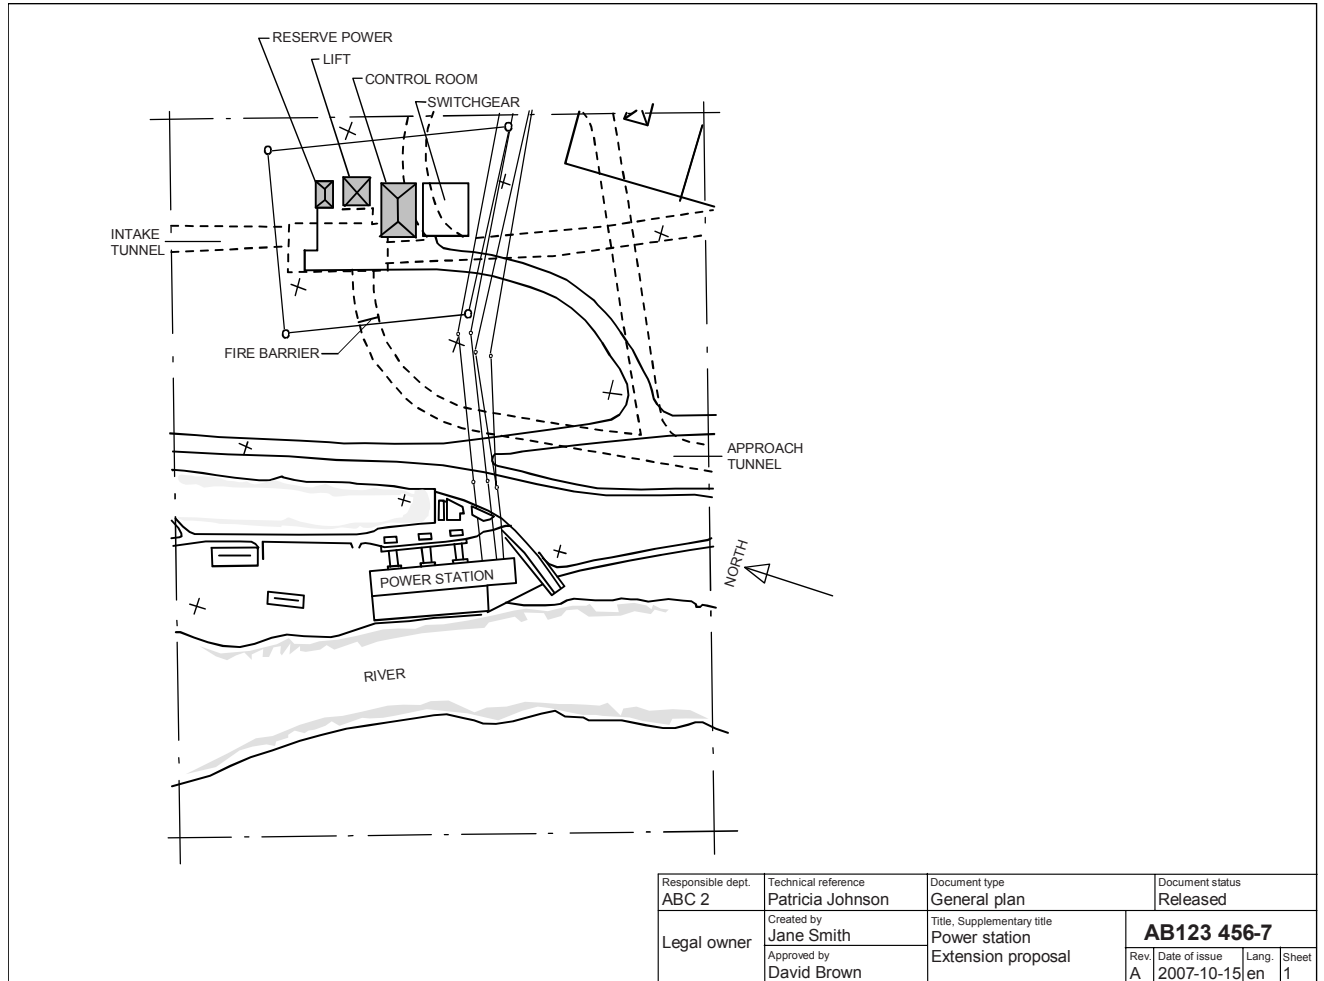 RESERVE POWER
LIFT
CONTROL ROOM
SWITCHGEAR
INTAKE
TUNNEL
FIRE BARRIER
APPROACH
TUNNEL
NORTH
POWER STATION
RIVER
Responsible dept.
ABC 2
Technical reference
Patricia Johnson
Document type
General plan
Document status
Released
Legal owner
Created by
Jane Smith
Approved by
David Brown
Title, Supplementary title
Power station
Extension proposal
AB123 456-7
Rev.
A
Date of issue
2007-10-15
Lang.
en
Sheet
1